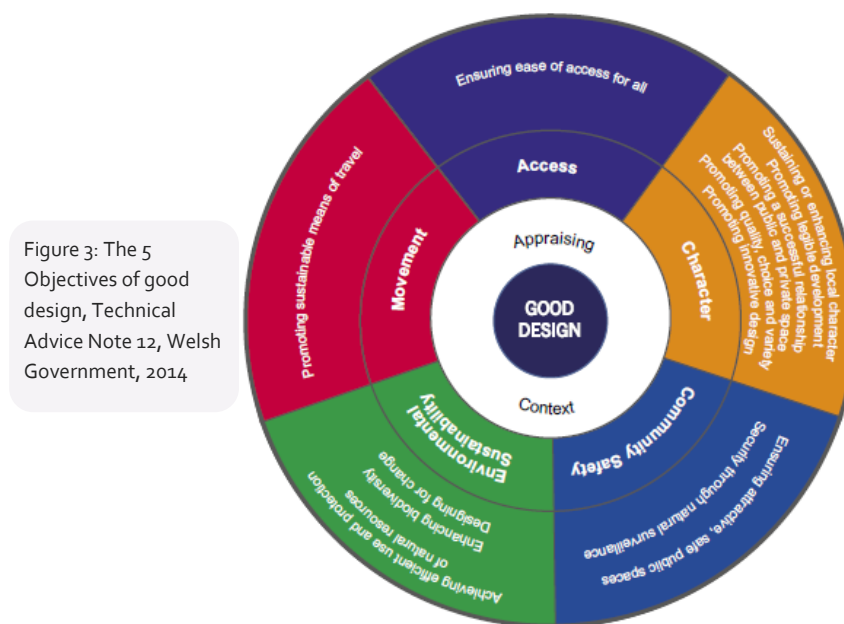 Figure 3: The 5
Objectives of good
design, Technical
Advice Note 12, Welsh
Government, 2014
Ensuring ease of access for all
Access
Sustaining or enhancing local character
Promoting legible development
Promoting a successful relationship
between public and private space
Promoting quality, choice and variety
Promoting innovative design
Character
Community Safety
Security through natural surveillance
Ensuring attractive, safe public spaces
Environmental
Sustainability
Designing for change
Enhancing biodiversity
Achieving efficient use and protection
of natural resources
Promoting sustainable means of travel
Movement
Appraising
GOOD
DESIGN
Context